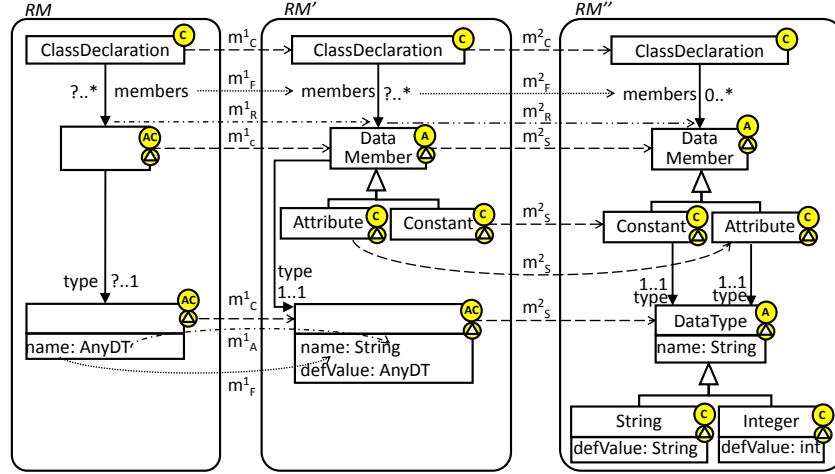 RM
RM'
RM''
C
C
C
ClassDeclaration
m¹C
ClassDeclaration
m²C
ClassDeclaration
?..*
members
m¹F
members
?..*
m²F
members
0..*
m¹R
m²R
AC
m¹c
Data
Member
A
m²S
Data
Member
A
Attribute
C
Constant
C
m²S
Constant
C
Attribute
C
m²S
type
?..1
type
1..1
1..1
type
1..1
type
AC
m¹C
AC
m²S
DataType
A
name: AnyDT
m¹A
name: String
defValue: AnyDT
name: String
m¹F
String
C
Integer
C
defValue: String
defValue: int